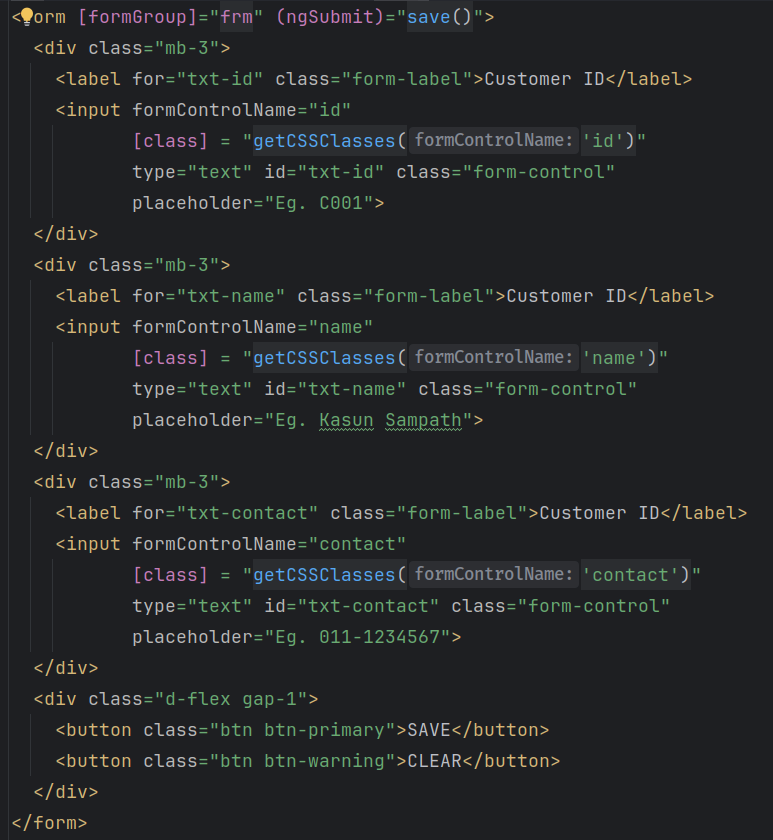 <form [formGroup]="frm" (ngSubmit)="save()">
<div class="mb-3">
<label for="txt-id" class="form-label">Customer ID</label>
<input formControlName="id"
[class] = "getCSSClasses( formControlName: 'id')"
type="text" id="txt-id" class="form-control"
placeholder="Eg. C001">
</div>
<div class="mb-3">
<label for="txt-name" class="form-label">Customer ID</label>
<input formControlName="name"
[class] = "getCSSClasses( formControlName: 'name')"
type="text" id="txt-name" class="form-control"
placeholder="Eg. Kasun Sampath">
</div>
<div class="mb-3">
<label for="txt-contact" class="form-label">Customer ID</label>
<input formControlName="contact"
[class] = "getCSSClasses( formControlName: 'contact')"
type="text" id="txt-contact" class="form-control"
placeholder="Eg. 011-1234567">
</div>
<div class="d-flex gap-1">
<button class="btn btn-primary">SAVE</button>
<button class="btn btn-warning">CLEAR</button>
</div>
</form>